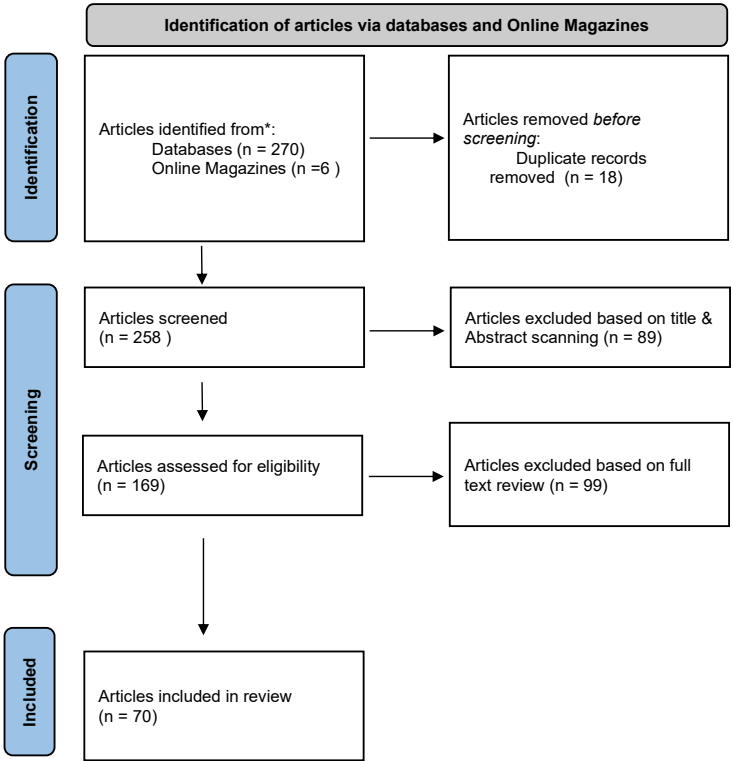 Identification of articles via databases and Online Magazines
Identification
Articles identified from*:
Databases (n = 270)
Online Magazines (n =6 )
Articles removed before
screening:
Duplicate records
removed  (n = 18)
Screening
Articles screened
(n = 258 )
Articles excluded based on title &
Abstract scanning (n = 89)
Articles assessed for eligibility
(n = 169)
Articles excluded based on full
text review (n = 99)
Included
Articles included in review
(n = 70)